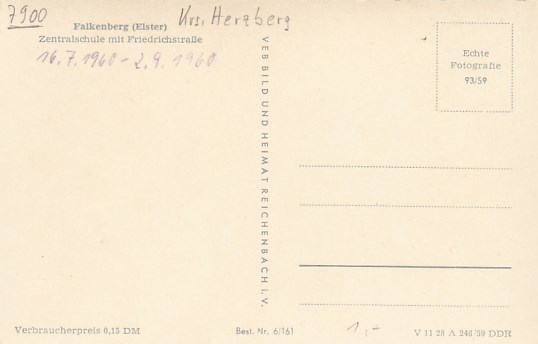 7900
Falkenberg (Elster) Krs. Herzberg
Zentralschule mit Friedrichstraße
16.7.1960 - 2.9.1960
VEB BILD UND HEIMAT REICHENBACH I. V.
Echte
Fotografie
93/59
Verbraucherpreis 0,15 DM
Best. Nr. 6/161
1,-
V 11 28 A 246/59 DDR